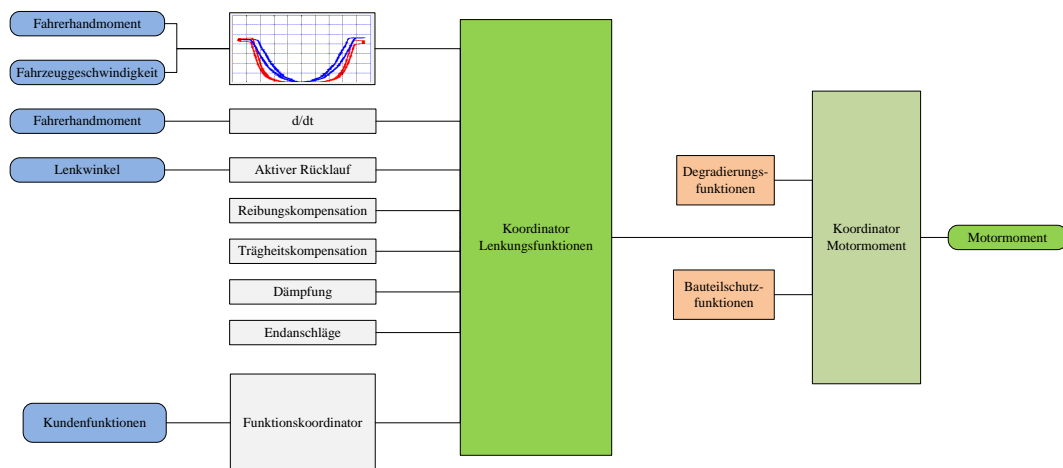 Fahrerhandmoment
Fahrzeuggeschwindigkeit
Fahrerhandmoment
d/dt
Lenkwinkel
Aktiver Rücklauf
Reibungskompensation
Trägheitskompensation
Dämpfung
Endanschläge
Kundenfunktionen
Funktionskoordinator
Koordinator
Lenkungsfunktionen
Degradierungs-
funktionen
Bauteilschutz-
funktionen
Koordinator
Motormoment
Motormoment